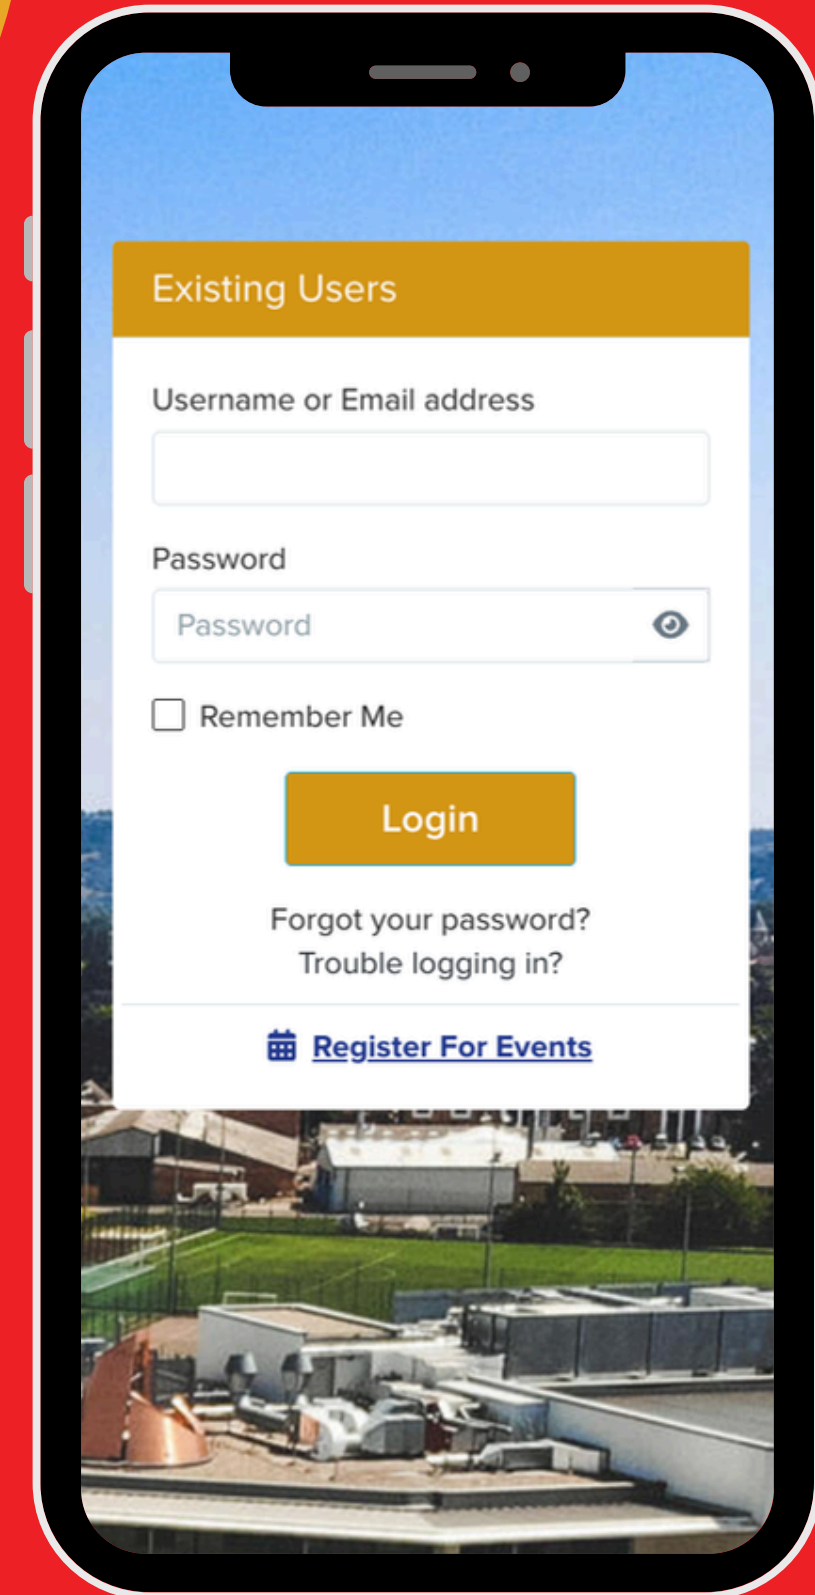 Existing Users
Username or Email address
Password
Password
Remember Me
Login
Forgot your password?
Trouble logging in?
Register For Events